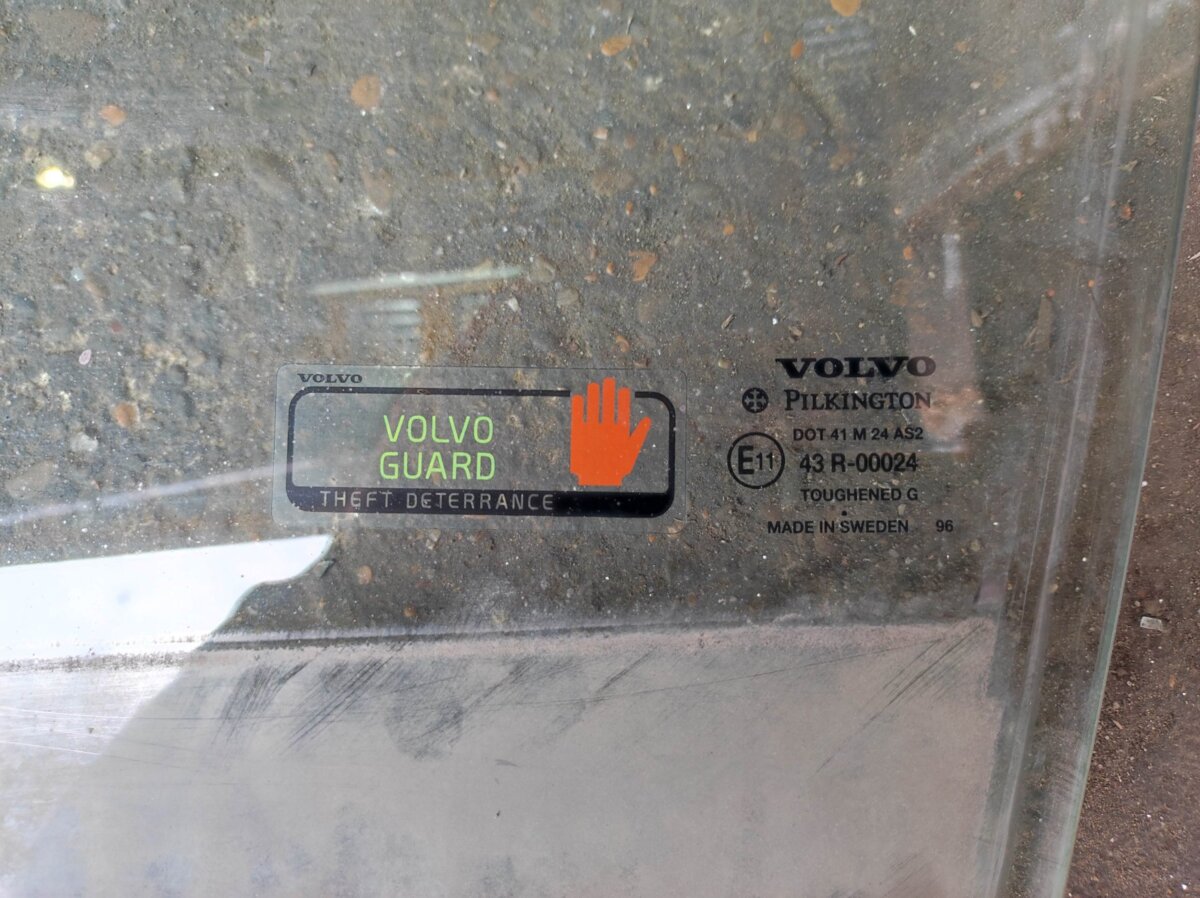 VOLVO
VOLVO
GUARD
THEFT DETERRANCE
VOLVO
PILKINGTON
DOT 41 M 24 AS2
E11 43 R-00024
TOUGHENED G
.
MADE IN SWEDEN 96